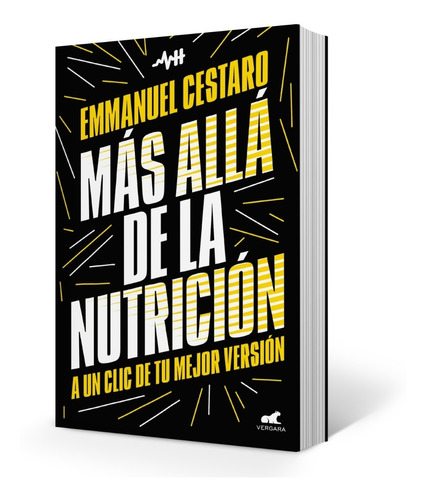 EMMANUEL CESTARO
MÁS ALLÁ
DE LA
NUTRICIÓN
A UN CLIC DE TU MEJOR VERSIÓN
VERGARA